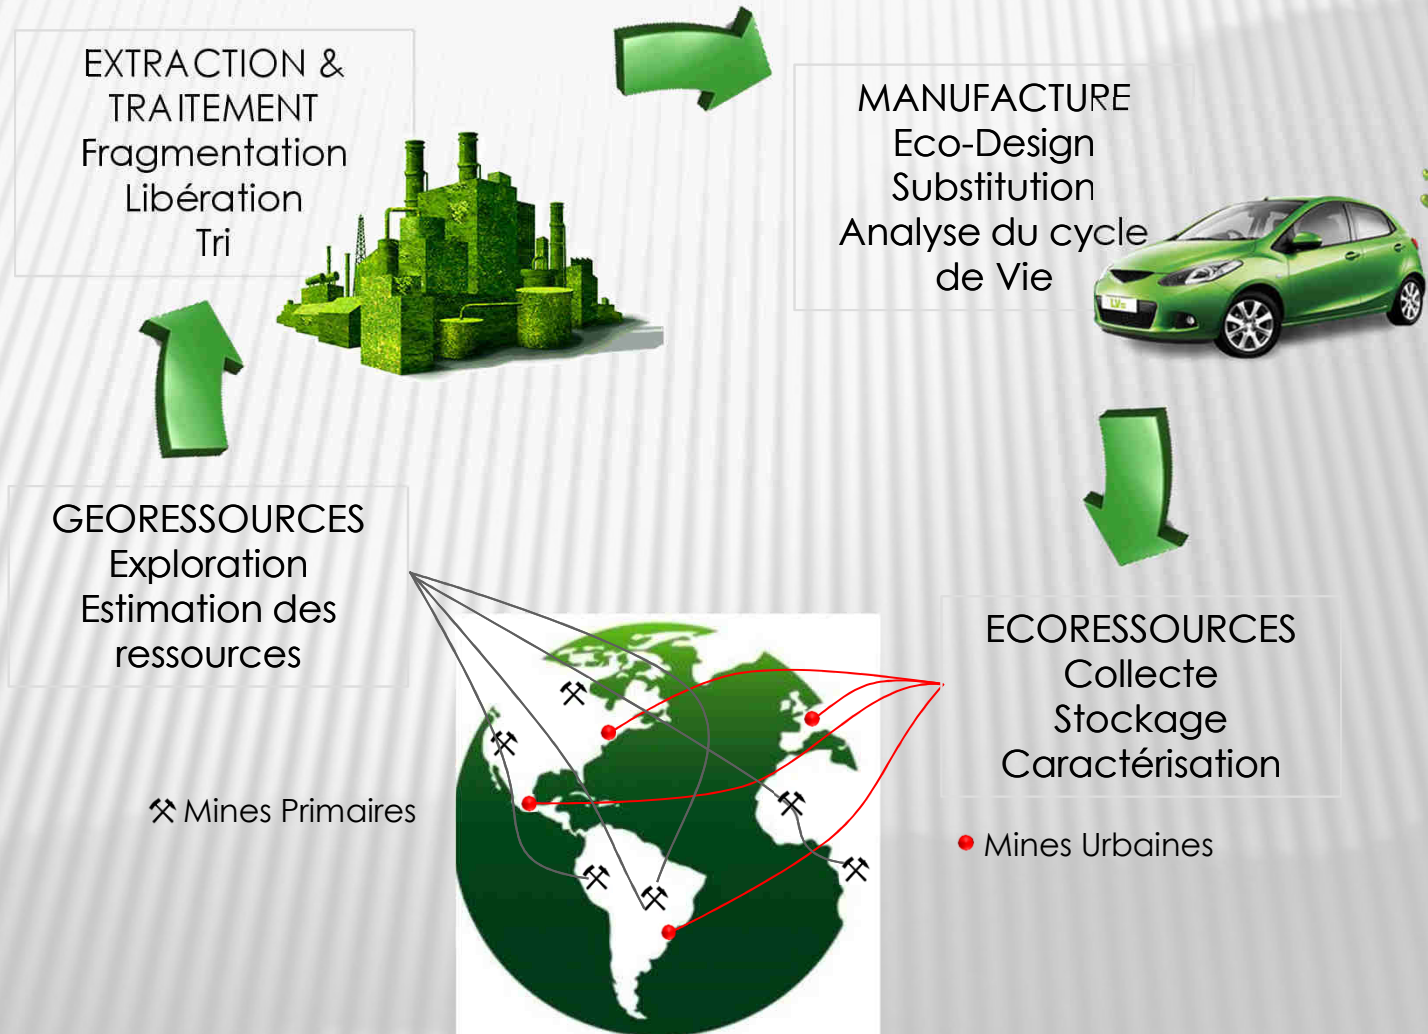 EXTRACTION &
TRAITEMENT
Fragmentation
Libération
Tri
MANUFACTURE
Eco-Design
Substitution
Analyse du cycle
de Vie
LV=
GEORESSOURCES
Exploration
Estimation des
ressources
ECORESSOURCES
Collecte
Stockage
Caractérisation
Mines Primaires
Mines Urbaines